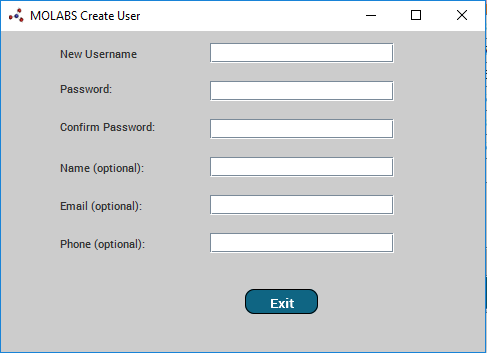 MOLABS Create User
New Username
Password:
Confirm Password:
Name (optional):
Email (optional):
Phone (optional):
Exit